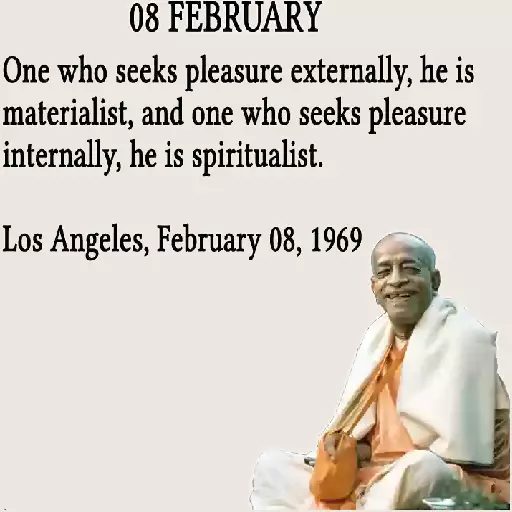 08 FEBRUARY
One who seeks pleasure externally, he is
materialist, and one who seeks pleasure
internally, he is spiritualist.
Los Angeles, February 08, 1969